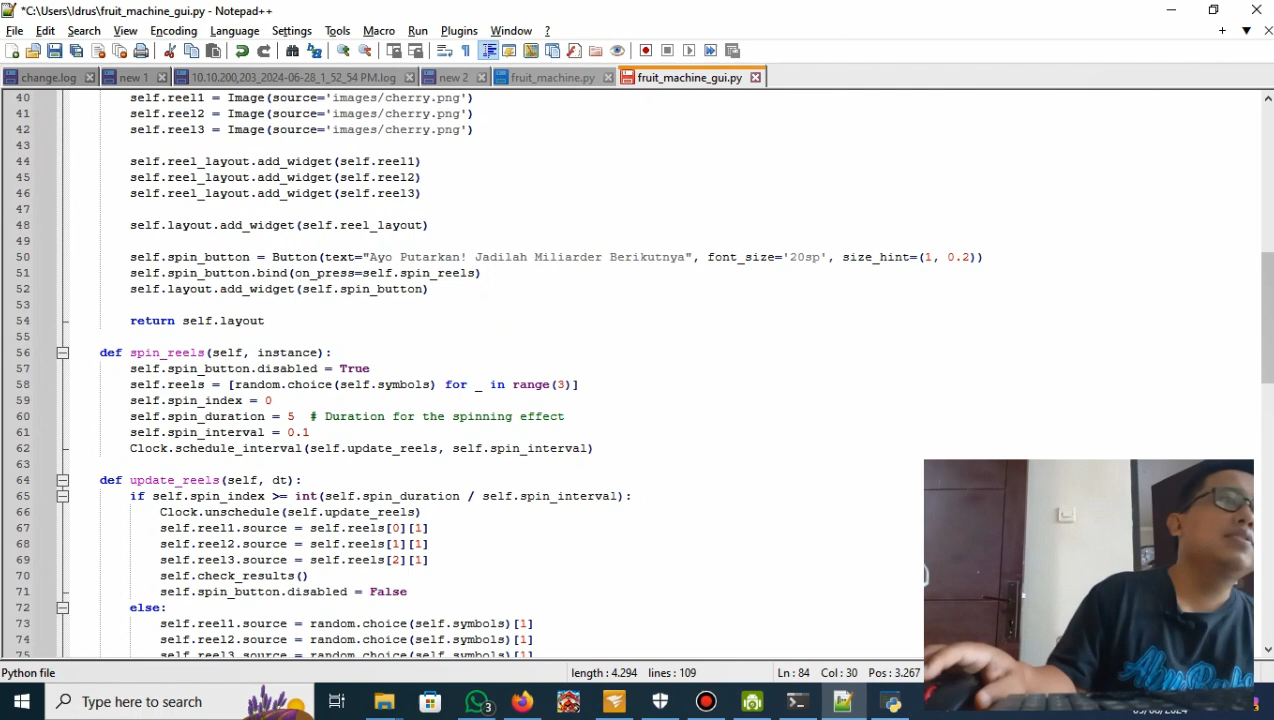 *C:\Users\Idrus\fruit_machine_gui.py - Notepad++
File Edit Search View Encoding Language Settings Tools Macro Run Plugins Window ?
change.log new 1 10.10.200,203_2024-06-28_1_52_54 PM.log new 2 fruit_machine.py fruit_machine_gui.py
40 self.reel1 = Image(source='images/cherry.png')
41 self.reel2 = Image(source='images/cherry.png')
42 self.reel3 = Image(source='images/cherry.png')
43
44 self.reel_layout.add_widget(self.reel1)
45 self.reel_layout.add_widget(self.reel2)
46 self.reel_layout.add_widget(self.reel3)
47
48 self.layout.add_widget(self.reel_layout)
49
50 self.spin_button = Button(text="Ayo Putarkan! Jadilah Miliarder Berikutnya", font_size='20sp', size_hint=(1, 0.2))
51 self.spin_button.bind(on_press=self.spin_reels)
52 self.layout.add_widget(self.spin_button)
53
54 return self.layout
55
56 def spin_reels(self, instance):
57 self.spin_button.disabled = True
58 self.reels = [random.choice(self.symbols) for _ in range(3)]
59 self.spin_index = 0
60 self.spin_duration = 5 # Duration for the spinning effect
61 self.spin_interval = 0.1
62 Clock.schedule_interval(self.update_reels, self.spin_interval)
63
64 def update_reels(self, dt):
65 if self.spin_index >= int(self.spin_duration / self.spin_interval):
66 Clock.unschedule(self.update_reels)
67 self.reel1.source = self.reels[0][1]
68 self.reel2.source = self.reels[1][1]
69 self.reel3.source = self.reels[2][1]
70 self.check_results()
71 self.spin_button.disabled = False
72 else:
73 self.reel1.source = random.choice(self.symbols)[1]
74 self.reel2.source = random.choice(self.symbols)[1]
75 self.reel3.source = random.choice(self.symbols)[1]
Python file length : 4.294 lines : 109 Ln : 84 Col : 30 Pos : 3.267
Type here to search 3